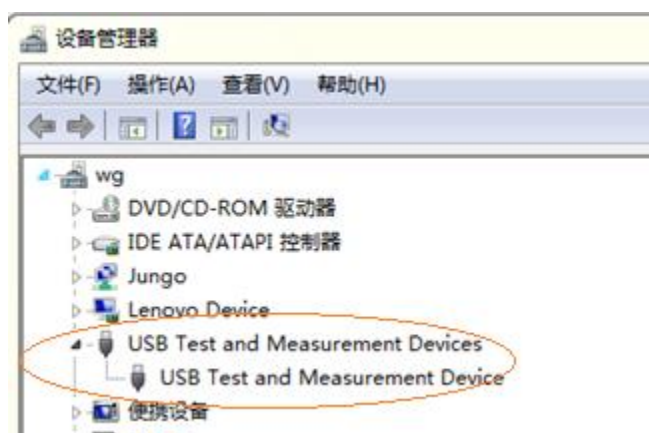 设备管理器
文件(F) 操作(A) 查看(V) 帮助(H)
wg
DVD/CD-ROM 驱动器
IDE ATA/ATAPI 控制器
Jungo
Lenovo Device
USB Test and Measurement Devices
USB Test and Measurement Device
便携设备